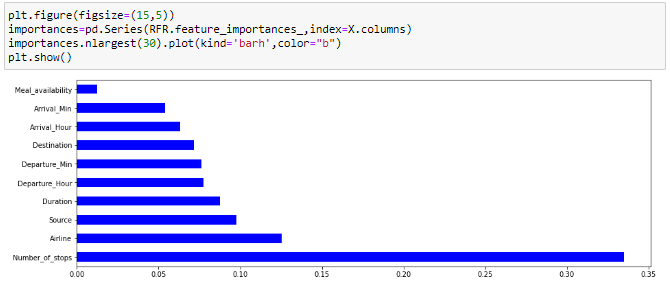 plt.figure(figsize=(15,5))
importances=pd.Series(RFR.feature_importances_,index=X.columns)
importances.nlargest(30).plot(kind='barh',color="b")
plt.show()
Meal_availability
Arrival_Min
Arrival_Hour
Destination
Departure_Min
Departure_Hour
Duration
Source
Airline
Number_of_stops
0.00 0.05 0.10 0.15 0.20 0.25 0.30 0.35